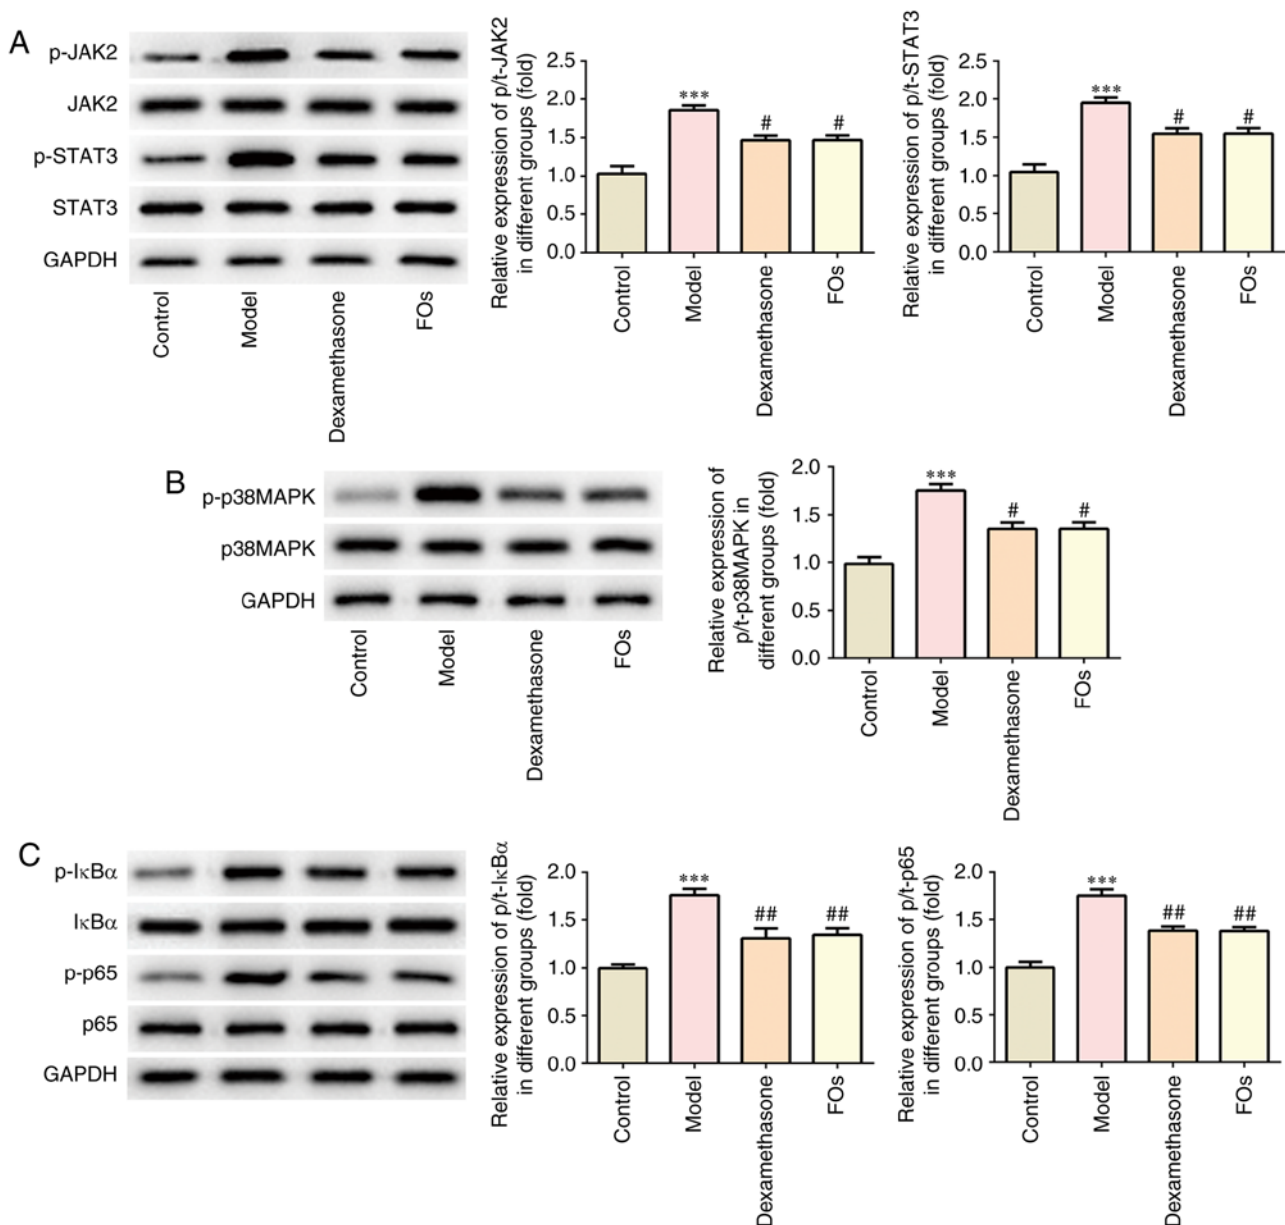 A
p-JAK2
JAK2
p-STAT3
STAT3
GAPDH
Control
Model
Dexamethasone
FOs
Relative expression of p/t-JAK2
in different groups (fold)
2.5
2.0
1.5
1.0
0.5
0.0
***
#
#
Control
Model
Dexamethasone
FOs
Relative expression of p/t-STAT3
in different groups (fold)
2.5
2.0
1.5
1.0
0.5
0.0
***
#
#
Control
Model
Dexamethasone
FOs
B
p-p38MAPK
p38MAPK
GAPDH
Control
Model
Dexamethasone
FOs
Relative expression of
p/t-p38MAPK in
different groups (fold)
2.0
1.5
1.0
0.5
0.0
***
#
#
Control
Model
Dexamethasone
FOs
C
p-IκBα
IκBα
p-p65
p65
GAPDH
Relative expression of p/t-IκBα
in different groups (fold)
2.0
1.5
1.0
0.5
0.0
***
##
##
Control
Model
Dexamethasone
FOs
Relative expression of p/t-p65
in different groups (fold)
2.0
1.5
1.0
0.5
0.0
***
##
##
Control
Model
Dexamethasone
FOs